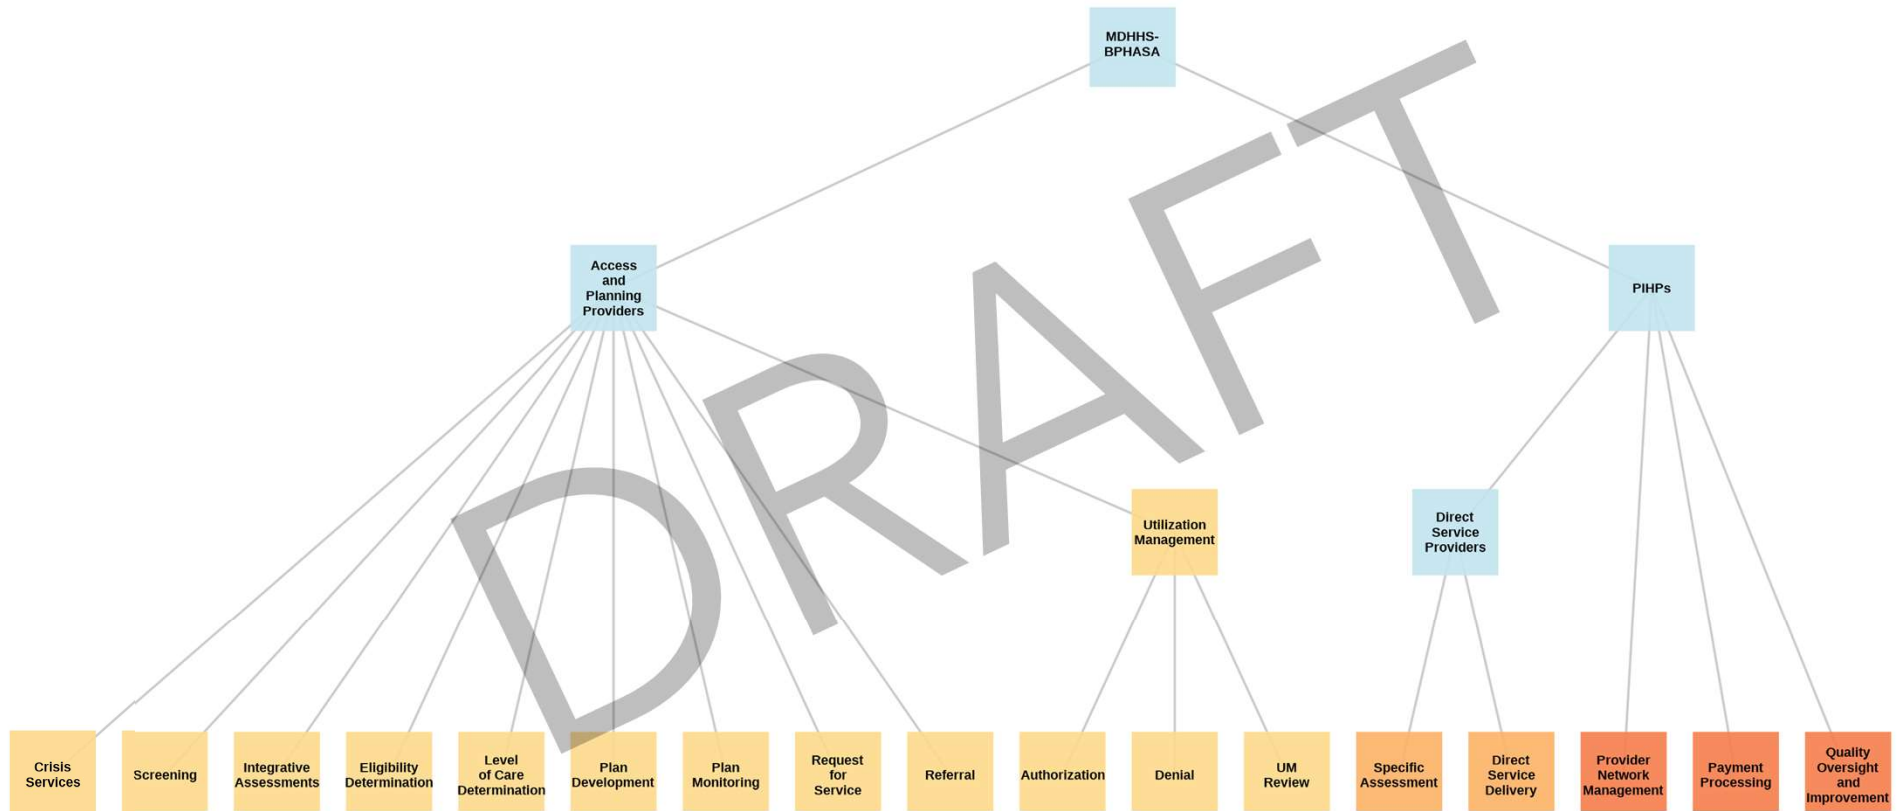 MDHHS-
BPHASA
Access
and
Planning
Providers
PIHPs
Utilization
Management
Direct
Service
Providers
Crisis
Services
Screening
Integrative
Assessments
Eligibility
Determination
Level
of Care
Determination
Plan
Development
Plan
Monitoring
Request
for
Service
Referral
Authorization
Denial
UM
Review
Specific
Assessment
Direct
Service
Delivery
Provider
Network
Management
Payment
Processing
Quality
Oversight
and
Improvement
DRAFT